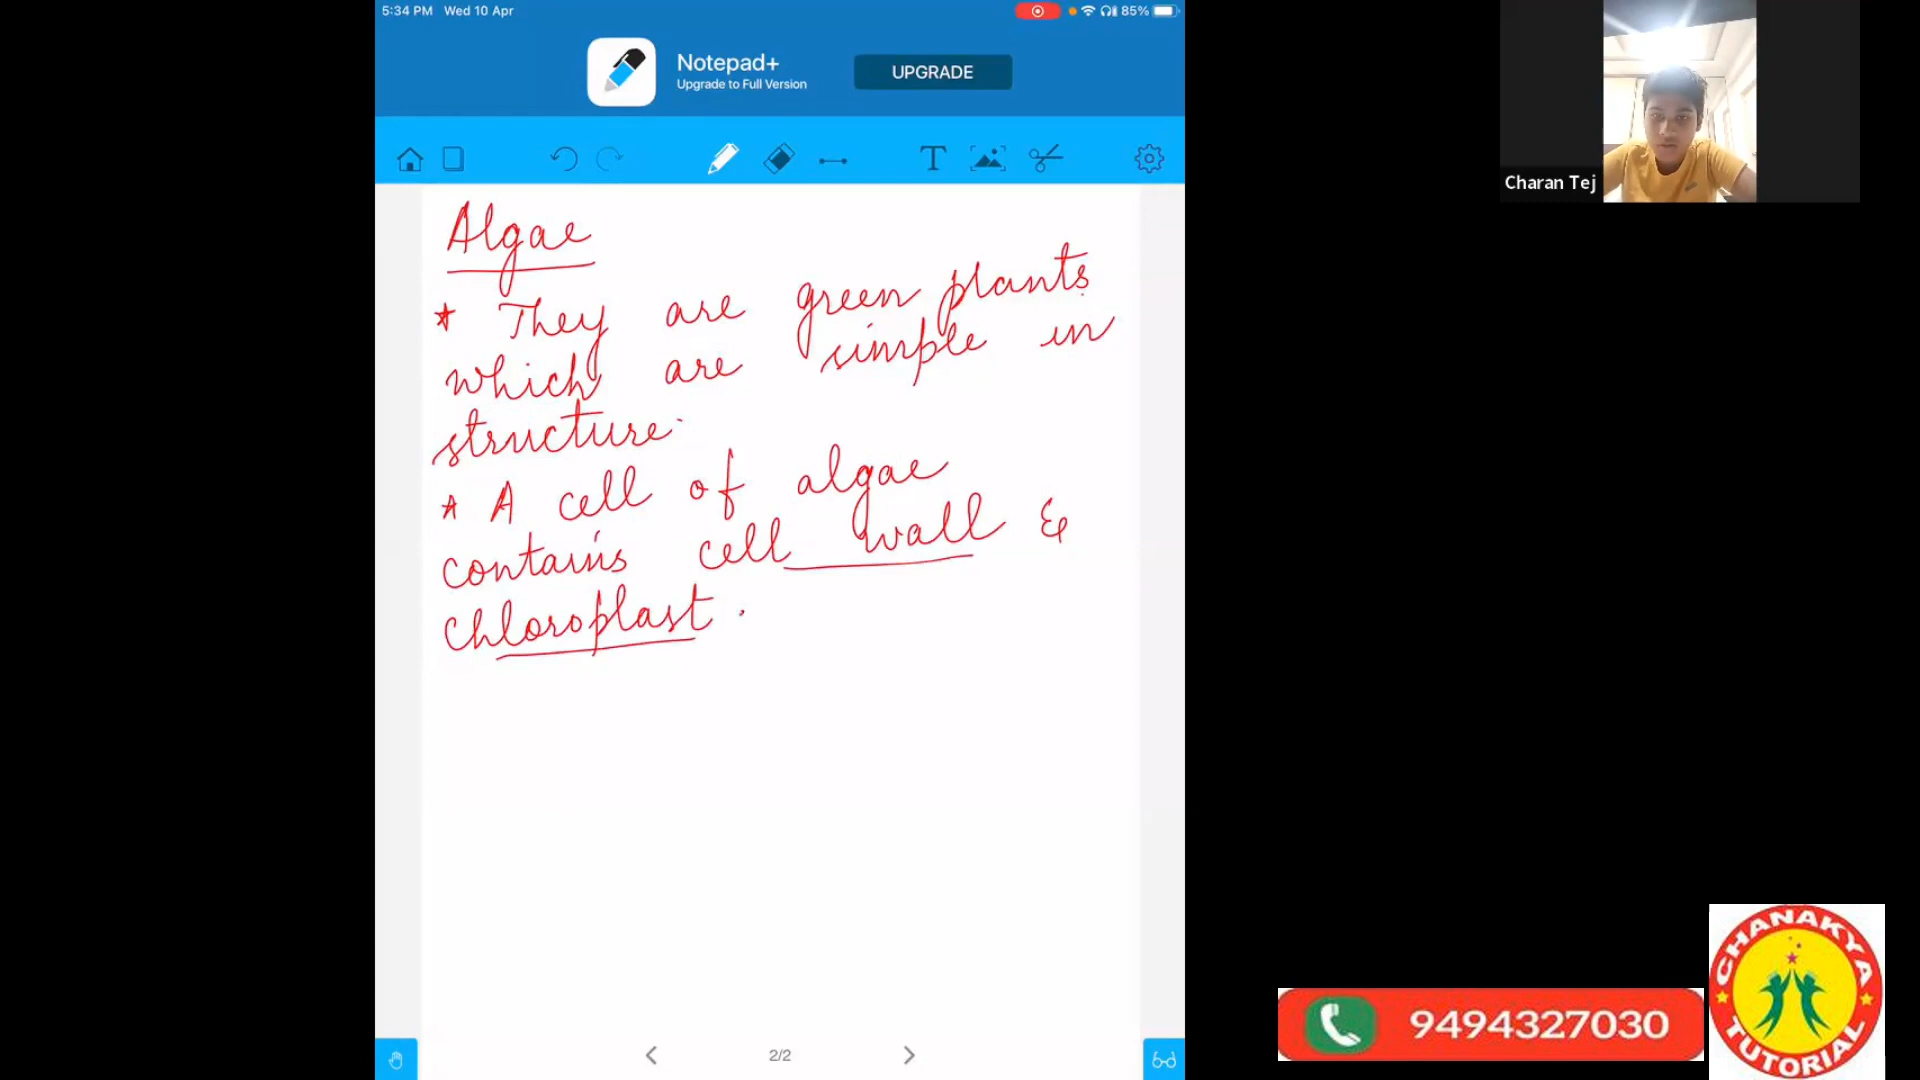 5:34 PM Wed 10 Apr
85%
Notepad+
Upgrade to Full Version
UPGRADE
T
Charan Tej
Algae
* They are green plants
which are simple in
structure.
* A cell of algae
contains cell wall &
chloroplast.
2/2
9494327030
CHANAKYA
TUTORIAL